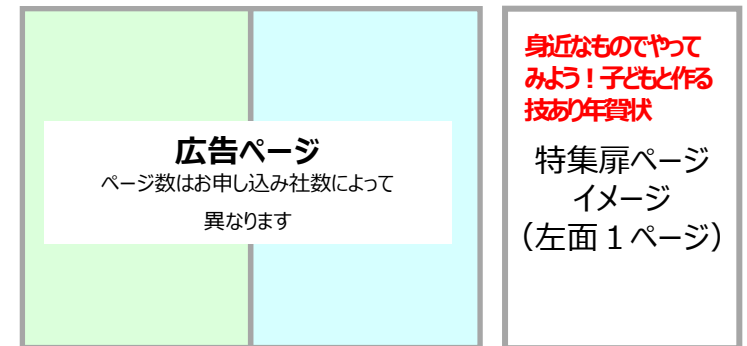 広告ページ
ページ数はお申し込み社数によって
異なります
身近なものでやって
みよう！子どもと作る
技あり年賀状
特集扉ページ
イメージ
（左面１ページ）